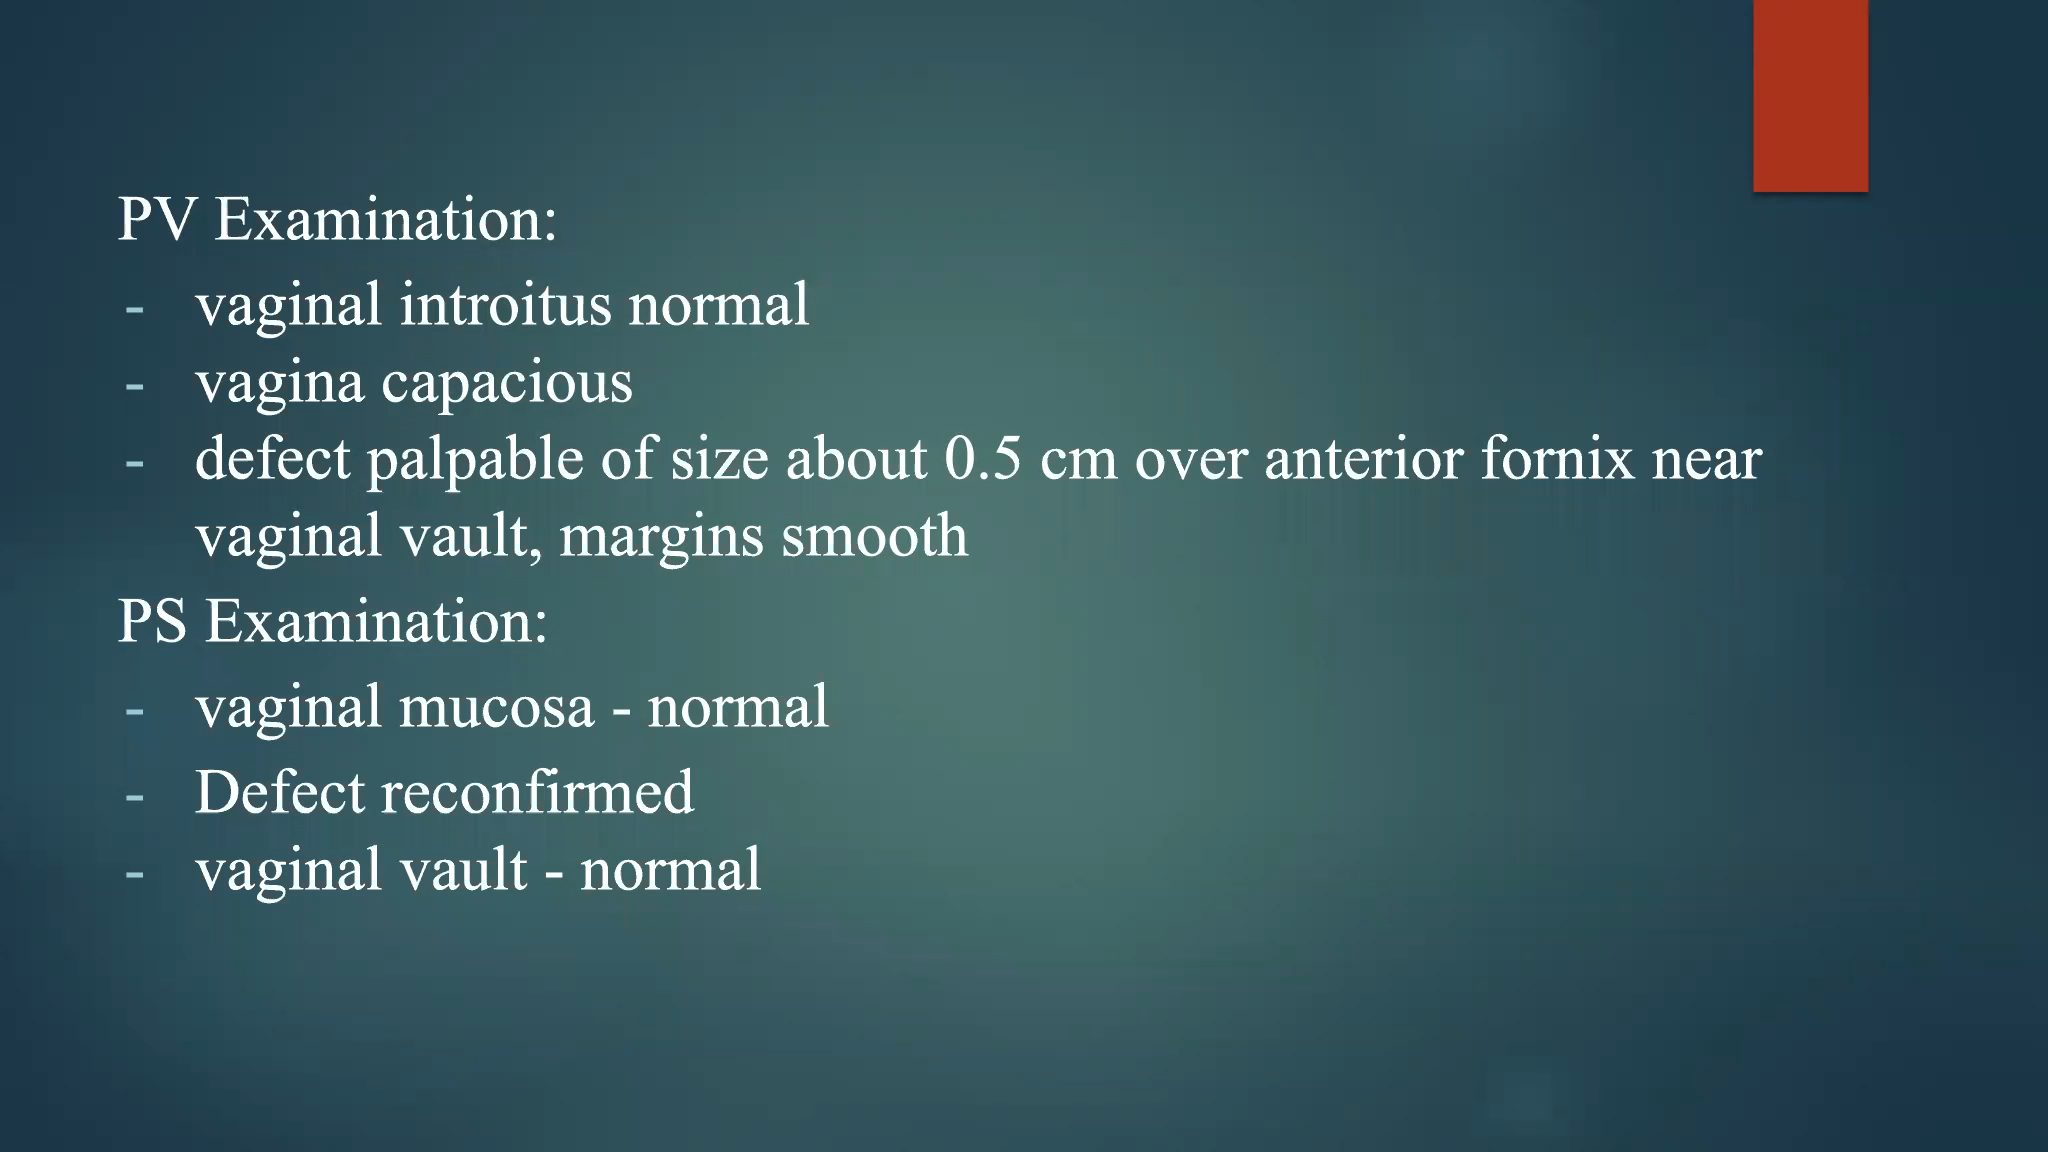 PV Examination:
- vaginal introitus normal
- vagina capacious
- defect palpable of size about 0.5 cm over anterior fornix near
vaginal vault, margins smooth
PS Examination:
- vaginal mucosa - normal
- Defect reconfirmed
- vaginal vault - normal